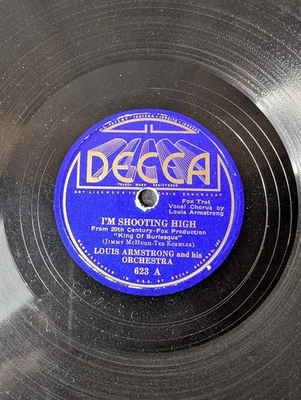 DECCA
TRADE MARK REGISTERED
Fox Trot
Vocal Chorus by
Louis Armstrong
I'M SHOOTING HIGH
From 20th Century-Fox Production
"King Of Burlesque"
(JIMMY MCHUGH-TED KOEHLER)
LOUIS ARMSTRONG and his
ORCHESTRA
623 A